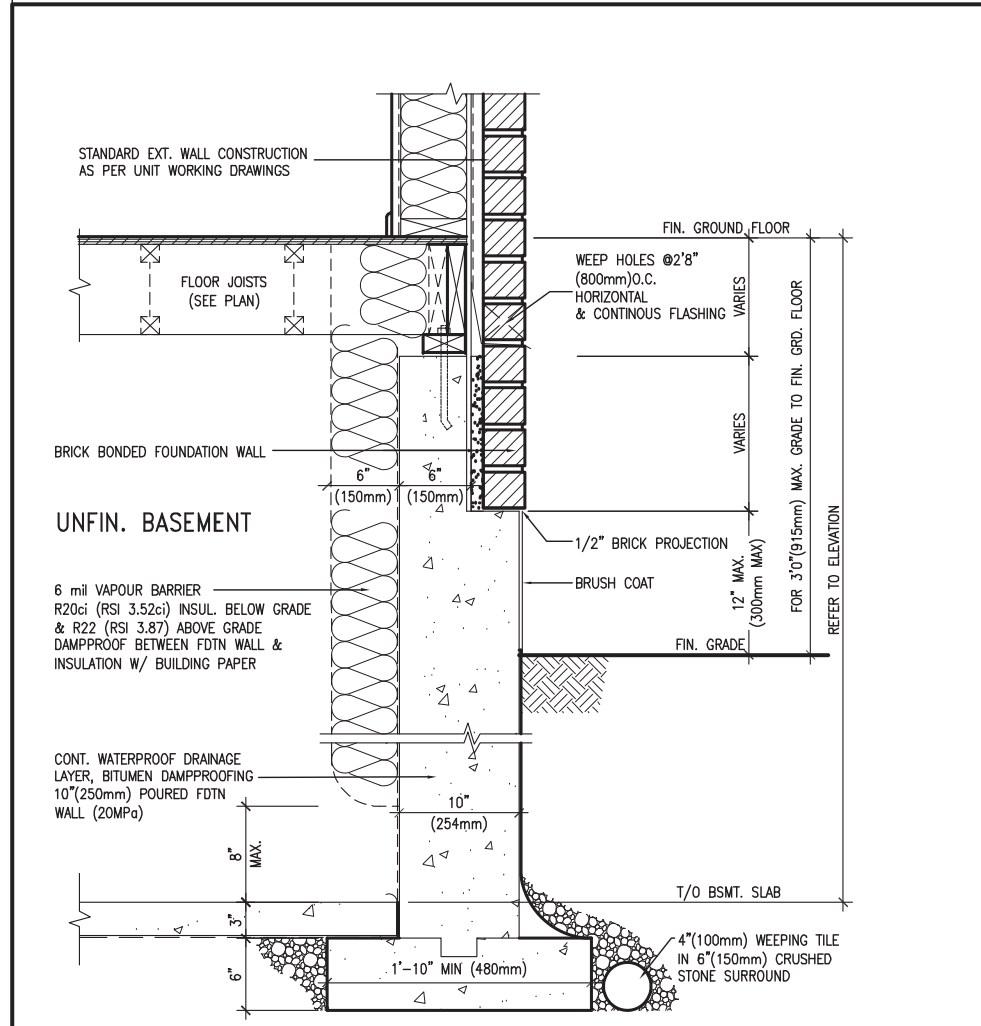 STANDARD EXT. WALL CONSTRUCTION
AS PER UNIT WORKING DRAWINGS
FIN. GROUND FLOOR
WEEP HOLES @2'8"
(800mm)O.C.
HORIZONTAL
& CONTINOUS FLASHING
FLOOR JOISTS
(SEE PLAN)
VARIES
VARIES
FOR 3'0"(915mm) MAX. GRADE TO FIN. GRD. FLOOR
REFER TO ELEVATION
BRICK BONDED FOUNDATION WALL
6"
(150mm)
6"
(150mm)
UNFIN. BASEMENT
1/2" BRICK PROJECTION
BRUSH COAT
12" MAX.
(300mm MAX)
6 mil VAPOUR BARRIER
R20ci (RSI 3.52ci) INSUL. BELOW GRADE
& R22 (RSI 3.87) ABOVE GRADE
DAMPPROOF BETWEEN FDTN WALL &
INSULATION W/ BUILDING PAPER
FIN. GRADE
CONT. WATERPROOF DRAINAGE
LAYER, BITUMEN DAMPPROOFING
10"(250mm) POURED FDTN
WALL (20MPa)
10"
(254mm)
8"
MAX.
T/O BSMT. SLAB
3"
6"
1'-10" MIN (480mm)
4"(100mm) WEEPING TILE
IN 6"(150mm) CRUSHED
STONE SURROUND